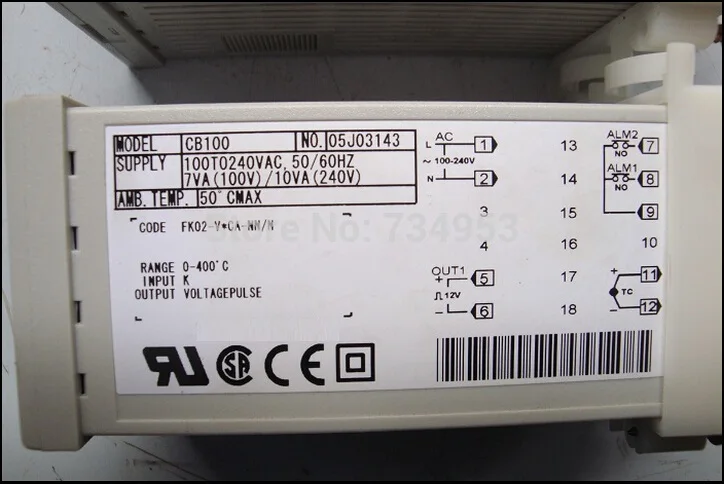 MODEL CB100 NO. 05J03143
SUPPLY 100TO240VAC, 50/60HZ
7VA(100V)/10VA(240V)
AMB.TEMP. 50°CMAX
CODE FK02-
RANGE 0-400°C
INPUT K
OUTPUT VOLTAGEPULSE
L AC 1
~ 100-240V
N 2
3
4
OUT1
+ 5
12V
- 6
13
14
15
16
17
18
ALM2
NO 7
ALM1
NO 8
9
10
+ 11
TC
- 12
Store No: 734953
SA CE